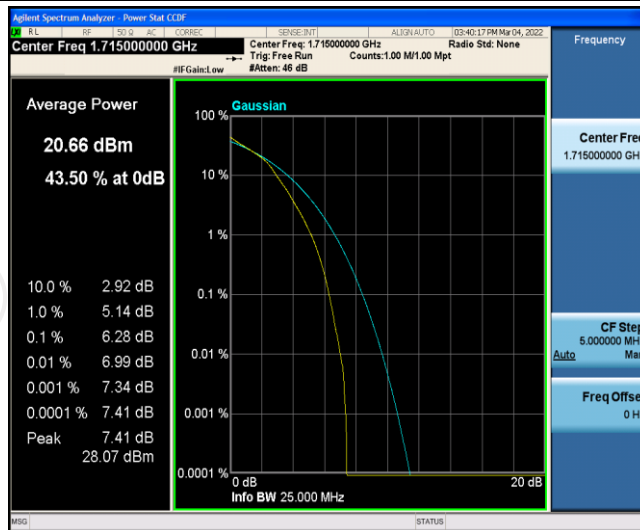 Agilent Spectrum Analyzer - Power Stat CCDF
LXI RL RF 50 Ω AC CORREC SENSE:INT ALIGN AUTO 03:40:17 PM Mar 04, 2022
Center Freq 1.715000000 GHz
Center Freq: 1.715000000 GHz Radio Std: None
Trig: Free Run Counts:1.00 M/1.00 Mpt
#IFGain:Low #Atten: 46 dB
Frequency
Average Power
20.66 dBm
43.50 % at 0dB
10.0 % 2.92 dB
1.0 % 5.14 dB
0.1 % 6.28 dB
0.01 % 6.99 dB
0.001 % 7.34 dB
0.0001 % 7.41 dB
Peak 7.41 dB
28.07 dBm
Gaussian
100 %
10 %
1 %
0.1 %
0.01 %
0.001 %
0.0001 %
0 dB 20 dB
Info BW 25.000 MHz
Center Freq
1.715000000 GH
CF Step
5.000000 MH
Auto Ma
Freq Offse
0 H
MSG STATUS